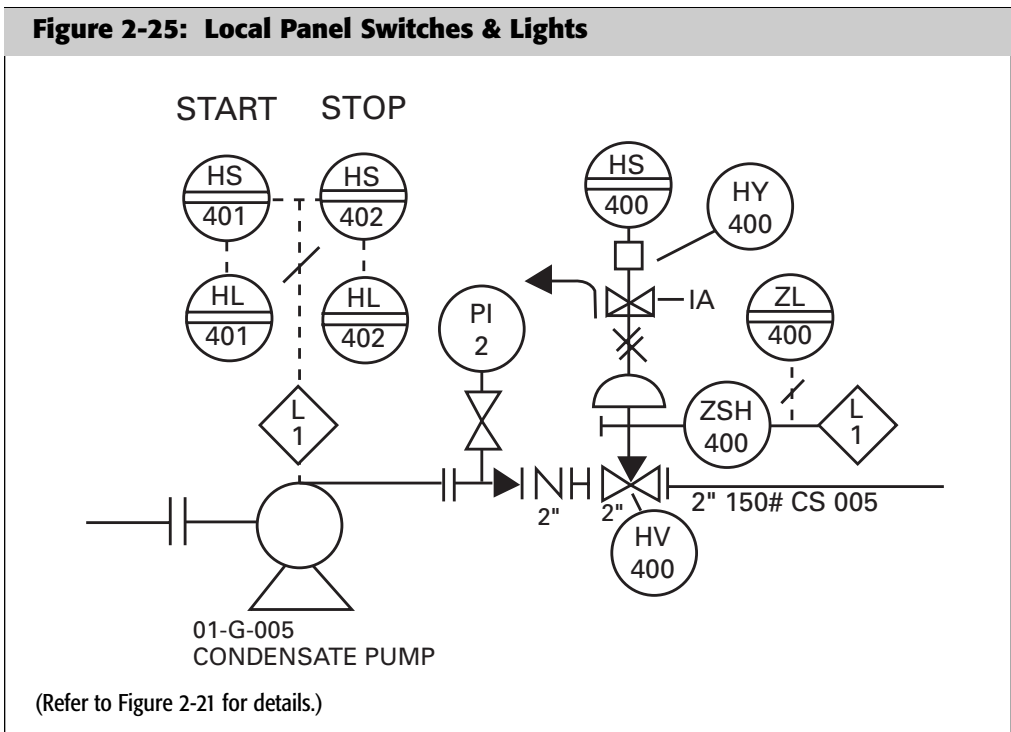 Figure 2-25: Local Panel Switches & Lights
START STOP
HS
401
HS
402
HL
401
HL
402
HS
400
HY
400
IA
PI
2
ZL
400
ZSH
400
L
1
L
1
2"
2"
2" 150# CS 005
HV
400
01-G-005
CONDENSATE PUMP
(Refer to Figure 2-21 for details.)